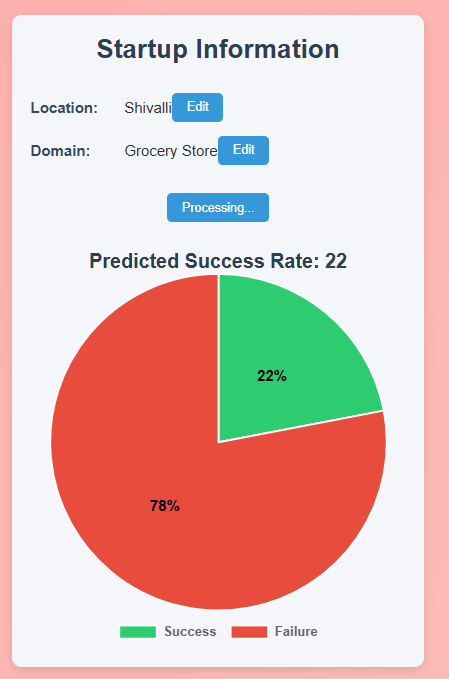 Startup Information
Location: Shivalli Edit
Domain: Grocery Store Edit
Processing...
Predicted Success Rate: 22
22%
78%
Success Failure